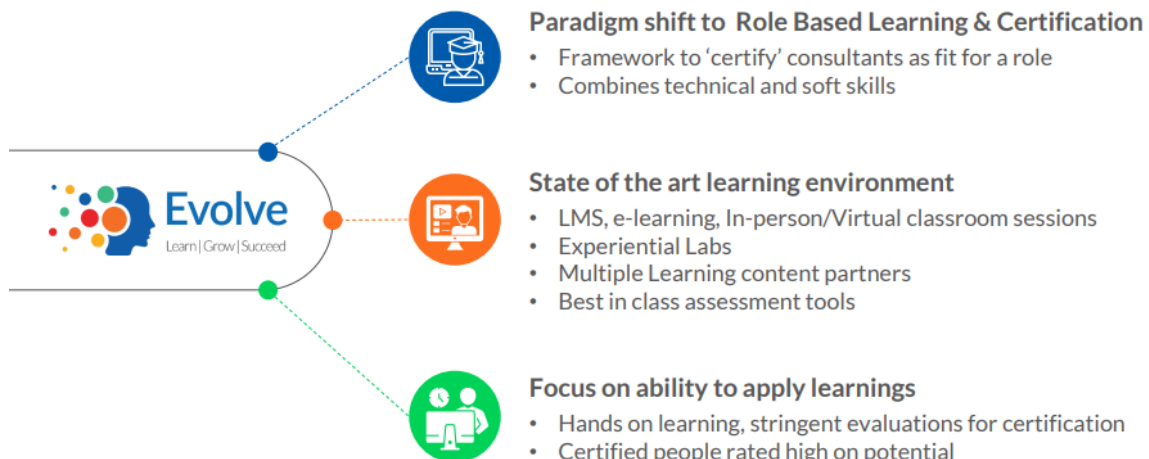 Paradigm shift to Role Based Learning & Certification
• Framework to ‘certify’ consultants as fit for a role
• Combines technical and soft skills
Evolve
Learn | Grow | Succeed
State of the art learning environment
• LMS, e-learning, In-person/Virtual classroom sessions
• Experiential Labs
• Multiple Learning content partners
• Best in class assessment tools
Focus on ability to apply learnings
• Hands on learning, stringent evaluations for certification
• Certified people rated high on potential